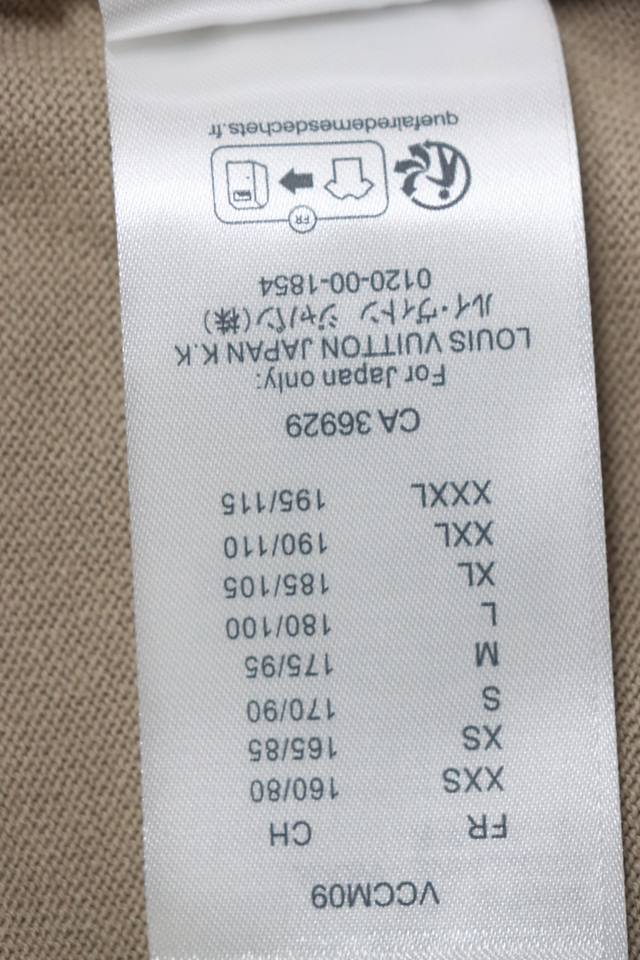 VCCM09
FR CH
XXS 160/80
XS 165/85
S 170/90
M 175/95
L 180/100
XL 185/105
XXL 190/110
XXXL 195/115
CA 36929
For Japan only:
LOUIS VUITTON JAPAN K.K
ルイ・ヴィトン ジャパン(株)
0120-00-1854
FR
quefairedemesdechets.fr